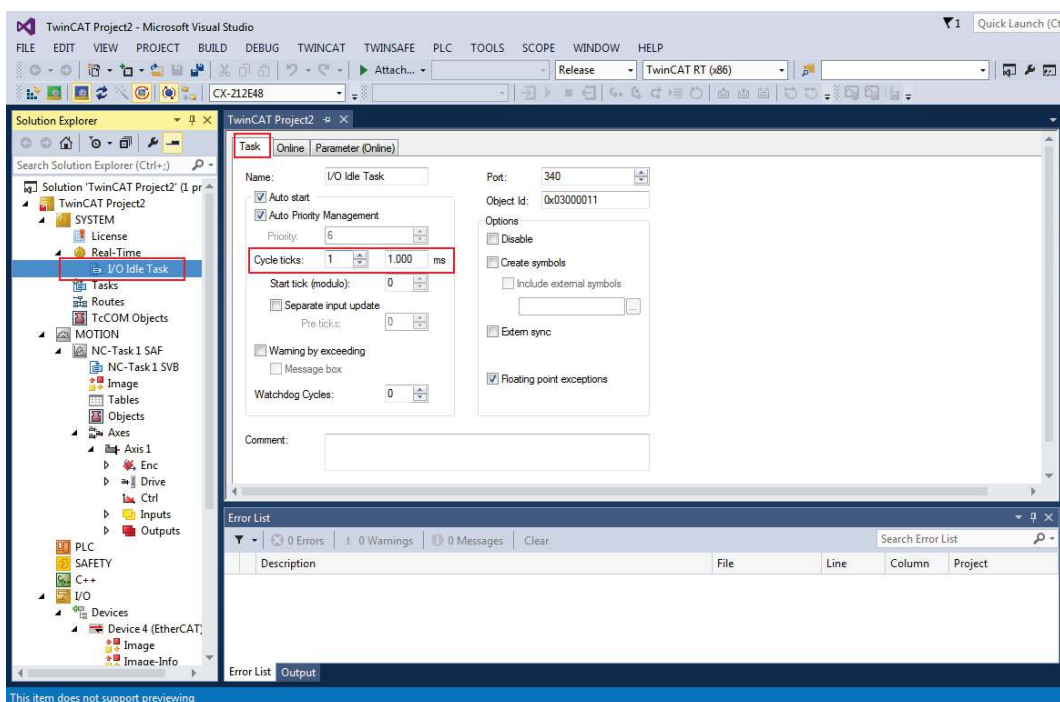 TwinCAT Project2 - Microsoft Visual Studio
1 Quick Launch (Ct
FILE EDIT VIEW PROJECT BUILD DEBUG TWINCAT TWINSAFE PLC TOOLS SCOPE WINDOW HELP
Attach... Release TwinCAT RT (x86)
CX-212E48
Solution Explorer
Search Solution Explorer (Ctrl+;)
Solution 'TwinCAT Project2' (1 pr
TwinCAT Project2
SYSTEM
License
Real-Time
I/O Idle Task
Tasks
Routes
TcCOM Objects
MOTION
NC-Task 1 SAF
NC-Task 1 SVB
Image
Tables
Objects
Axes
Axis 1
Enc
Drive
Ctrl
Inputs
Outputs
PLC
SAFETY
C++
I/O
Devices
Device 4 (EtherCAT)
Image
Image-Info
TwinCAT Project2
Task Online Parameter (Online)
Name: I/O Idle Task Port: 340
Auto start Object Id: 0x03000011
Auto Priority Management Options
Priority: 6 Disable
Cycle ticks: 1 1.000 ms Create symbols
Start tick (modulo): 0 Include external symbols
Separate input update ...
Pre ticks: 0 Extern sync
Warning by exceeding
Message box Floating point exceptions
Watchdog Cycles: 0
Comment:
Error List
0 Errors 0 Warnings 0 Messages Clear Search Error List
Description File Line Column Project
Error List Output
This item does not support previewing